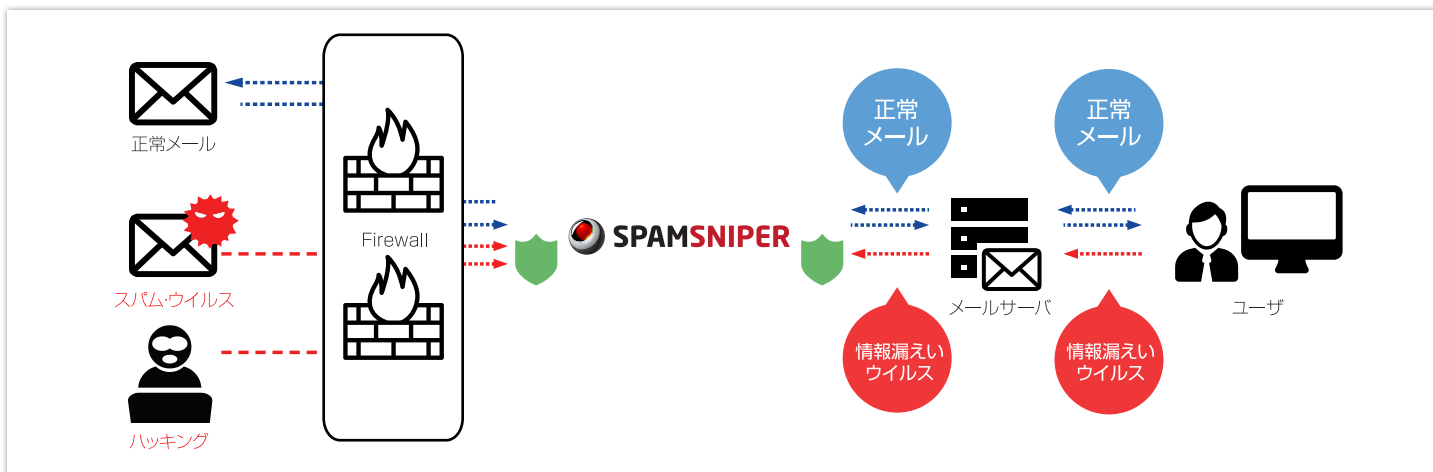 正常メール
スパム・ウイルス
ハッキング
Firewall
SPAMSNIPER
正常
メール
情報漏えい
ウイルス
メールサーバ
正常
メール
情報漏えい
ウイルス
ユーザ